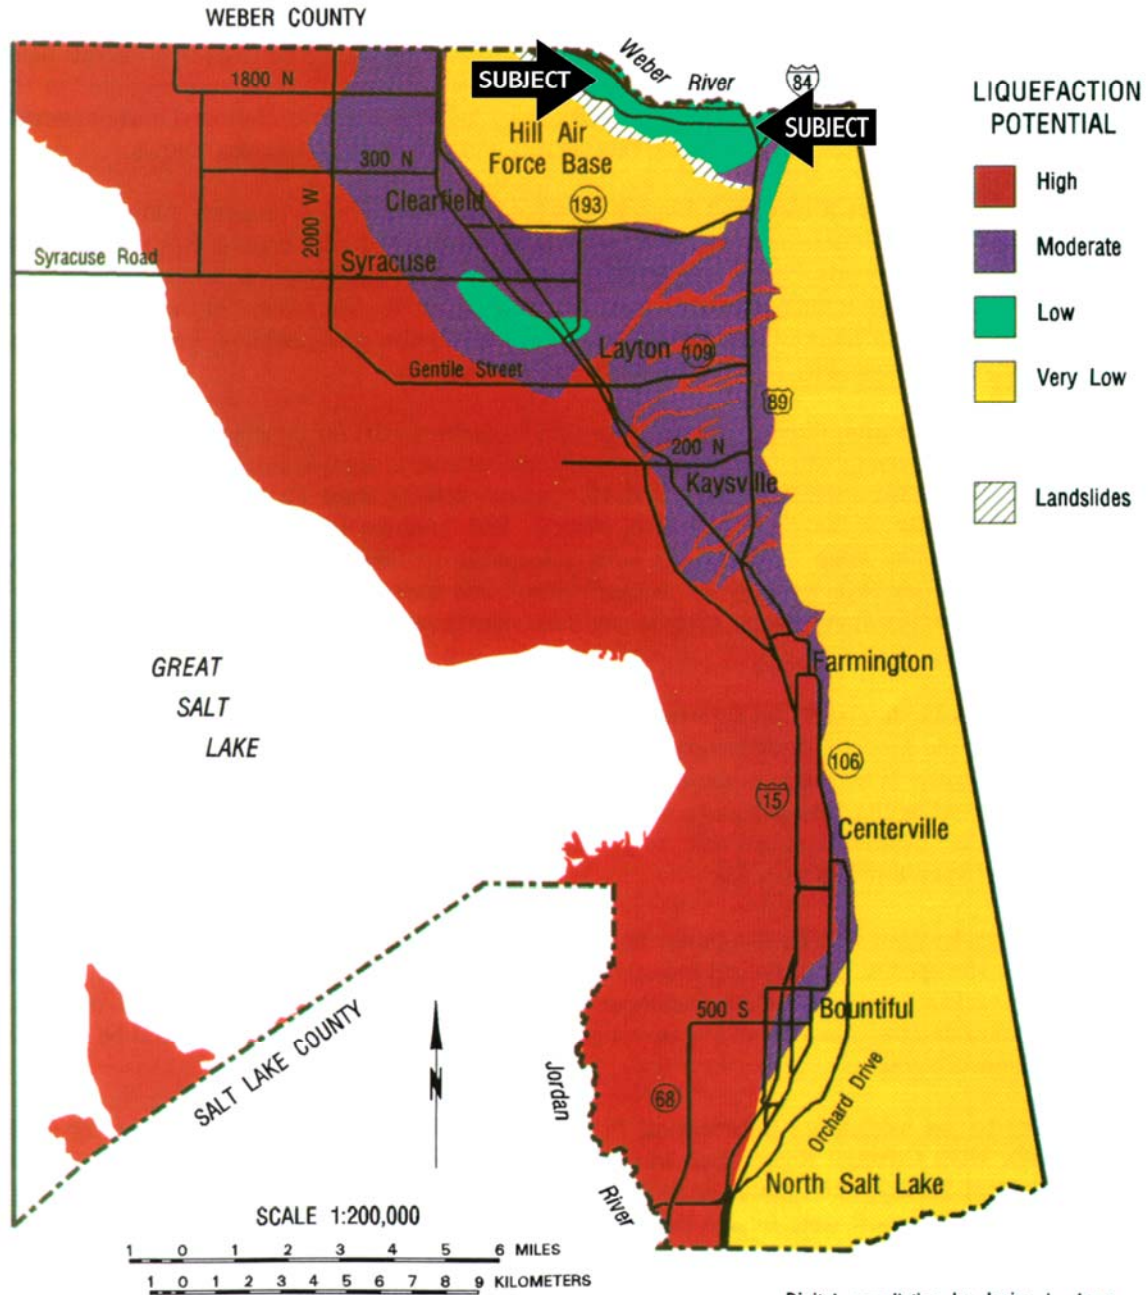 WEBER COUNTY
Weber
River
84
SUBJECT
SUBJECT
1800 N
Hill Air
Force Base
300 N
Clearfield
193
2000 W
Syracuse Road
Syracuse
Layton 109
Gentile Street
89
200 N
Kaysville
GREAT
SALT
LAKE
Farmington
106
15
Centerville
SALT LAKE COUNTY
N
500 S
Bountiful
Jordan
River
68
Orchard Drive
North Salt Lake
SCALE 1:200,000
1 0 1 2 3 4 5 6 MILES
1 0 1 2 3 4 5 6 7 8 9 KILOMETERS
LIQUEFACTION
POTENTIAL
High
Moderate
Low
Very Low
Landslides